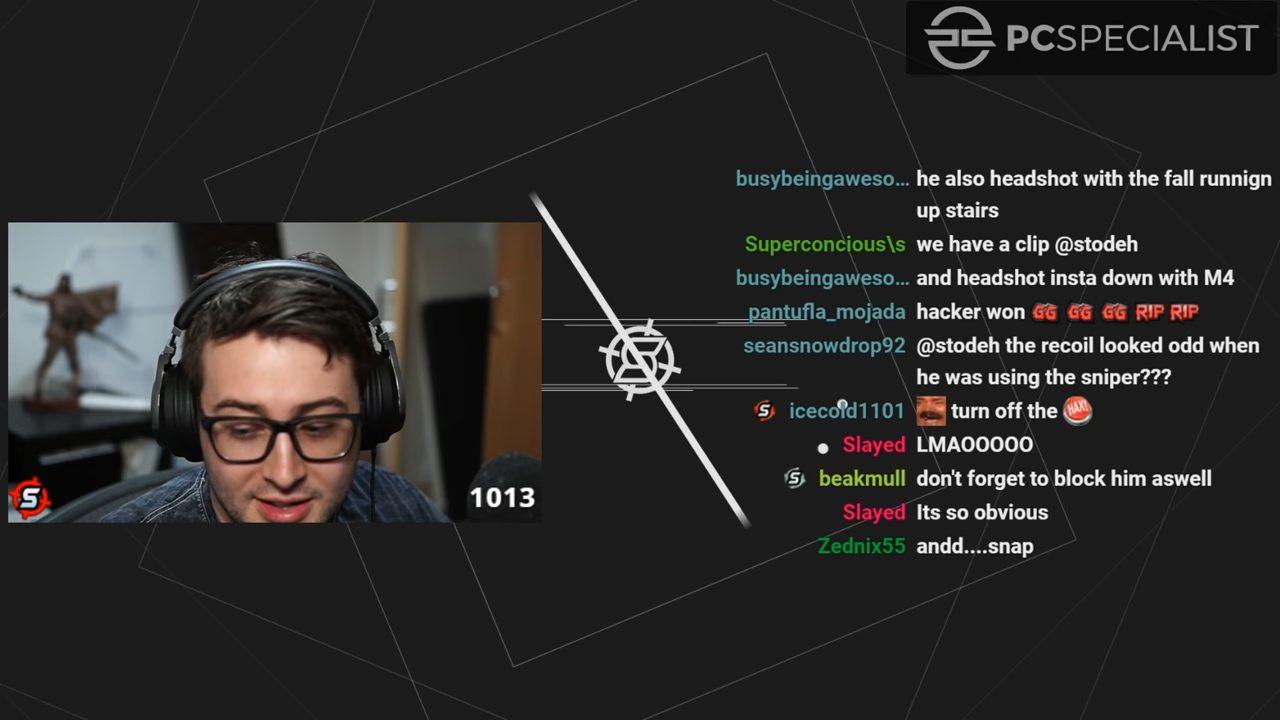 PCSPECIALIST
busybeingaweso… he also headshot with the fall runnign
up stairs
Superconcious\s we have a clip @stodeh
busybeingaweso… and headshot insta down with M4
pantufla_mojada hacker won GG GG GG RIP RIP
seansnowdrop92 @stodeh the recoil looked odd when
he was using the sniper???
S icecold1101 turn off the HAX!
Slayed LMAOOOOO
S beakmull don't forget to block him aswell
Slayed Its so obvious
S 1013
Zednix55 andd....snap